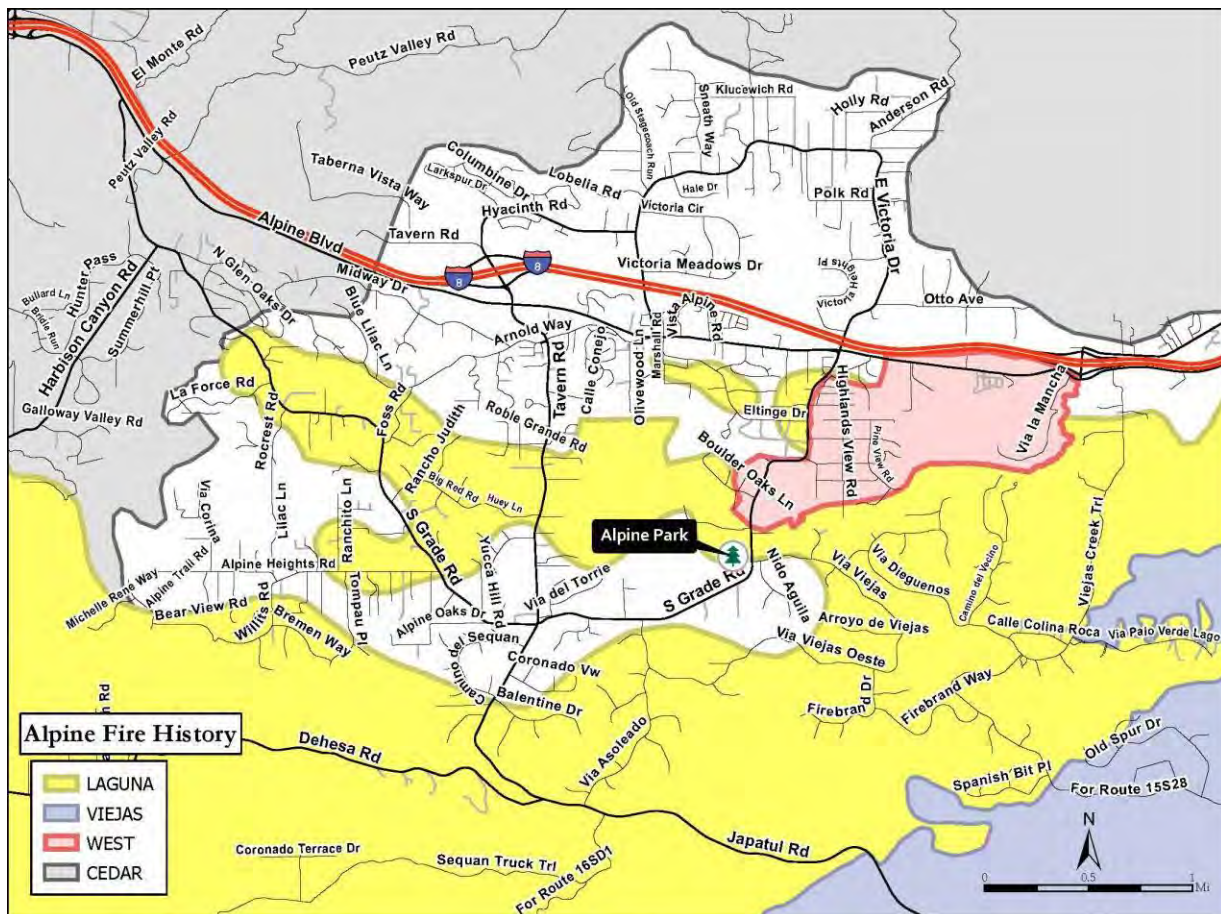 El Monte Rd
Peutz Valley Rd
Peutz Valley Rd
Klucewich Rd
Holly Rd
Anderson Rd
Old Stagecoach Run
Sneath Way
Columbine Dr
Larkspur Dr
Lobelia Rd
Taberna Vista Way
Hale Dr
Polk Rd
E Victoria Dr
Hyacinth Rd
Victoria Cir
Tavern Rd
Alpine Blvd
8
8
Victoria Meadows Dr
Victoria Heights Pl
Midway Dr
N Glen Oaks Dr
Hunter Pass
Bullard Ln
Bridle Run
Harbison Canyon Rd
Summerhill Pt
Blue Lilac Ln
Arnold Way
Alpine Rd
Vista
Otto Ave
Calle Conejo
Olivewood Ln
Marshall Rd
Tavern Rd
La Force Rd
Galloway Valley Rd
Foss Rd
Rocrest Rd
Rancho Judith
Roble Grande Rd
Eltinge Dr
Highlands View Rd
Pine View Rd
Via la Mancha
Boulder Oaks Ln
Big Red Rd
Huey Ln
Via Corina
Lilac Ln
Ranchito Ln
S Grade Rd
Alpine Park
Viejas Creek Trl
Alpine Heights Rd
Yucca Hill Rd
Via del Torrie
S Grade Rd
Nido Aguila
Via Viejas
Via Dieguenos
Camino del Vecino
Michelle Rene Way
Alpine Trail Rd
Bear View Rd
Willits Rd
Bremen Way
Tompau Pl
Alpine Oaks Dr
Camino del Sequan
Arroyo de Viejas
Calle Colina Roca
Via Paio Verde Lago
Via Viejas Oeste
Coronado Vw
Balentine Dr
Firebrand Dr
Firebrand Way
Via Asoleado
Old Spur Dr
Spanish Bit Pl
For Route 15S28
Dehesa Rd
Japatul Rd
Coronado Terrace Dr
Sequan Truck Trl
For Route 16SD1
Alpine Fire History
LAGUNA
VIEJAS
WEST
CEDAR
N
0 0.5 1
Mi